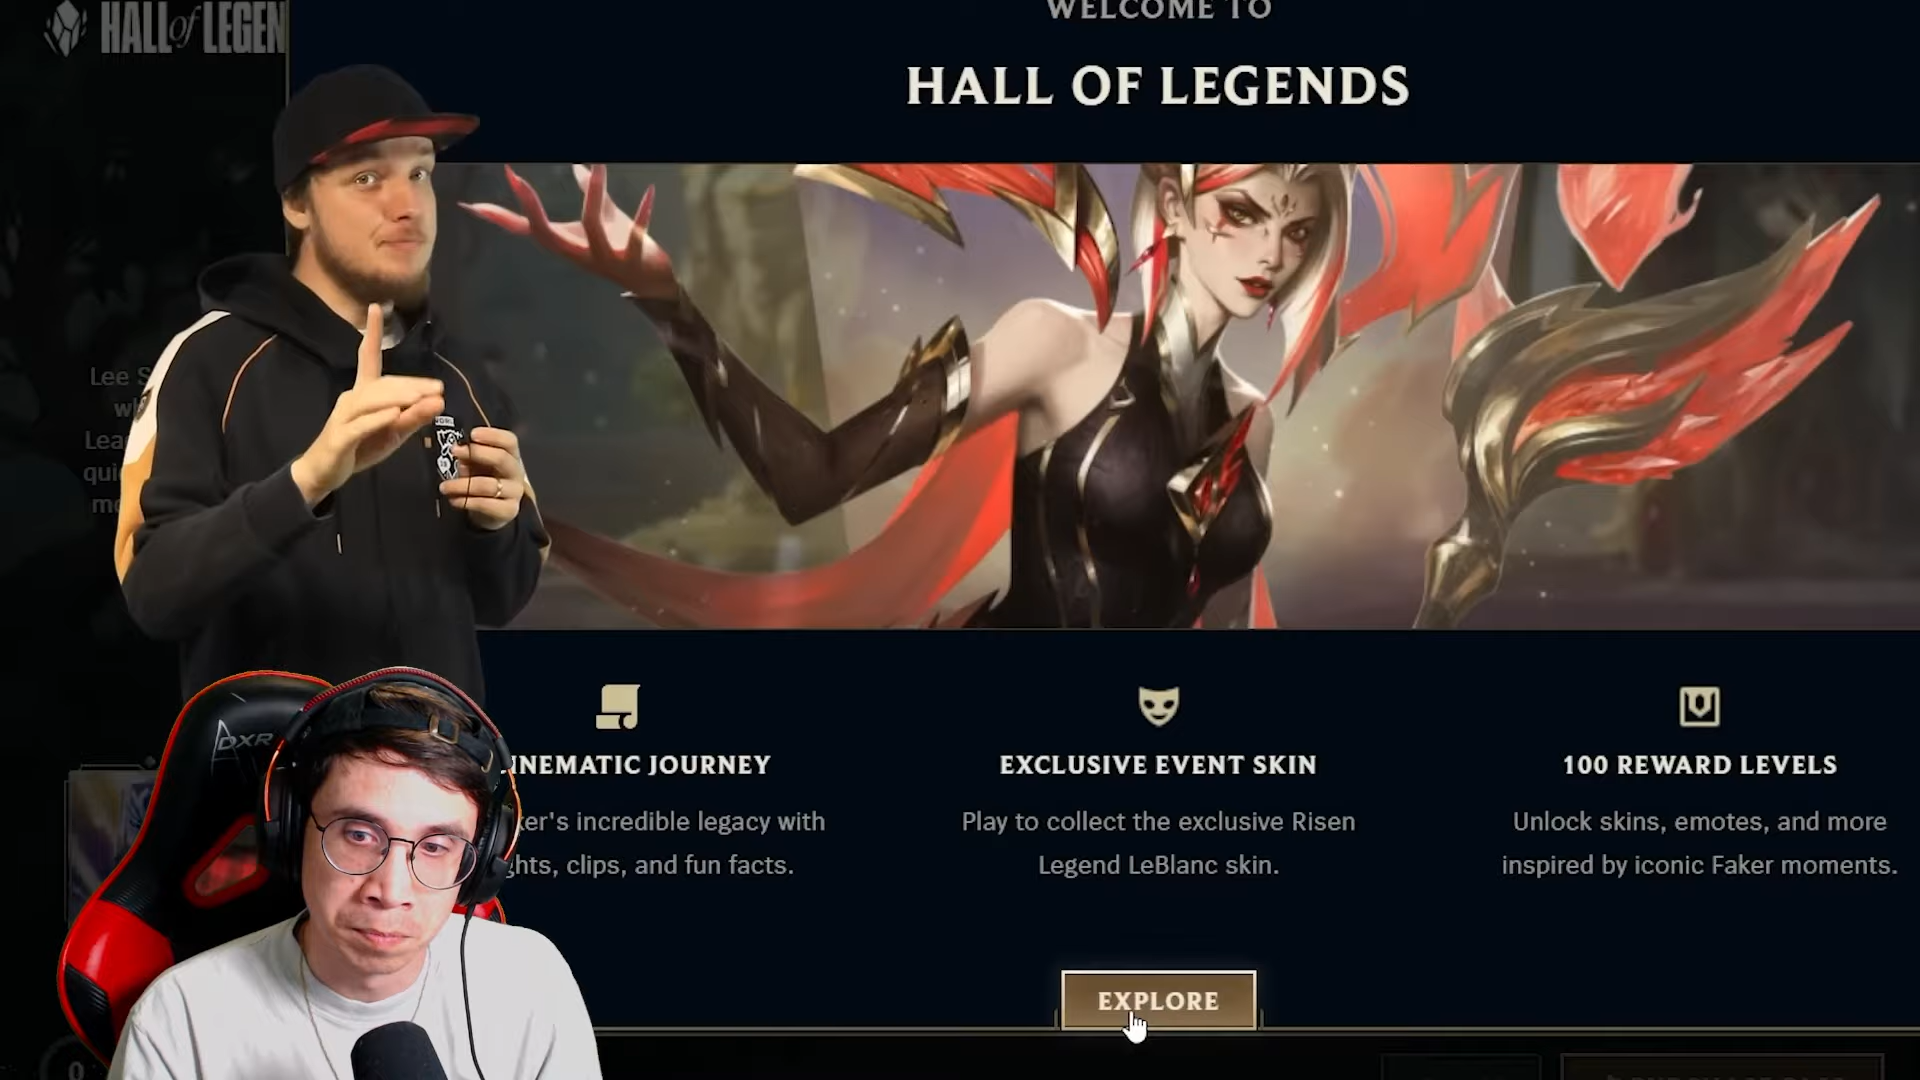 HALL of LEGEN
WELCOME TO
HALL OF LEGENDS
Lee S
Lea
qui
DXR
INEMATIC JOURNEY
ker's incredible legacy with
ghts, clips, and fun facts.
EXCLUSIVE EVENT SKIN
Play to collect the exclusive Risen
Legend LeBlanc skin.
100 REWARD LEVELS
Unlock skins, emotes, and more
inspired by iconic Faker moments.
EXPLORE
0